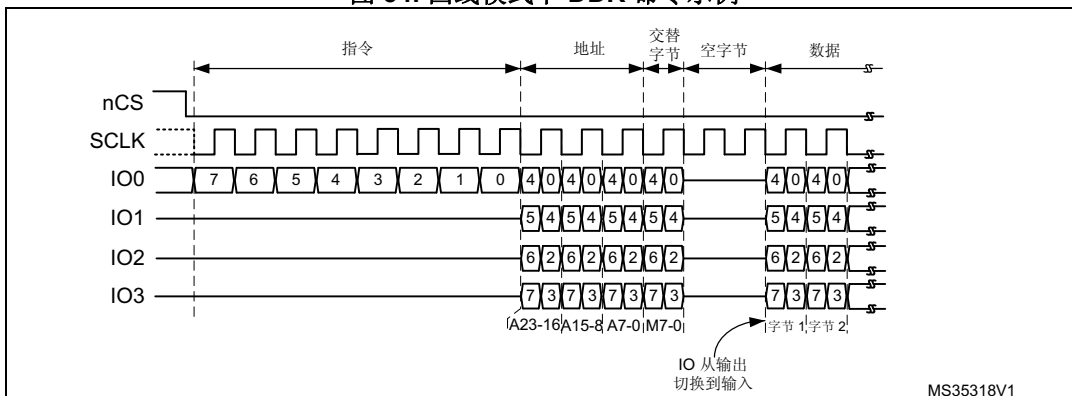 四线模式下 DDR 命令示例
指令
地址
交替
字节
空字节
数据
nCS
SCLK
IO0 7 6 5 4 3 2 1 0 4 0 4 0 4 0 4 0 4 0 4 0
IO1 5 4 5 4 5 4 5 4 5 4 5 4
IO2 6 2 6 2 6 2 6 2 6 2 6 2
IO3 7 3 7 3 7 3 7 3 7 3 7 3
A23-16 A15-8 A7-0 M7-0 字节 1 字节 2
IO 从输出
切换到输入
MS35318V1